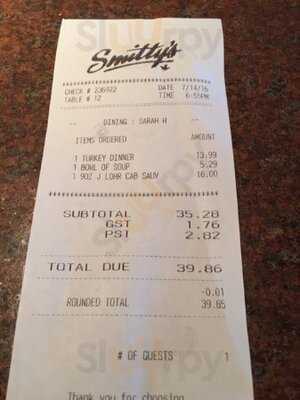 Smitty's
CHECK # 236922 DATE 7/14/16
TABLE # 12 TIME 6:55PM
-- DINING : SARAH H --
ITEMS ORDERED AMOUNT
1 TURKEY DINNER 13.99
1 BOWL OF SOUP 5.29
1 9OZ J LOHR CAB SAUV 16.00
SUBTOTAL 35.28
GST 1.76
PST 2.82
TOTAL DUE 39.86
-0.01
ROUNDED TOTAL 39.85
# OF GUESTS 1
Thank you for choosing